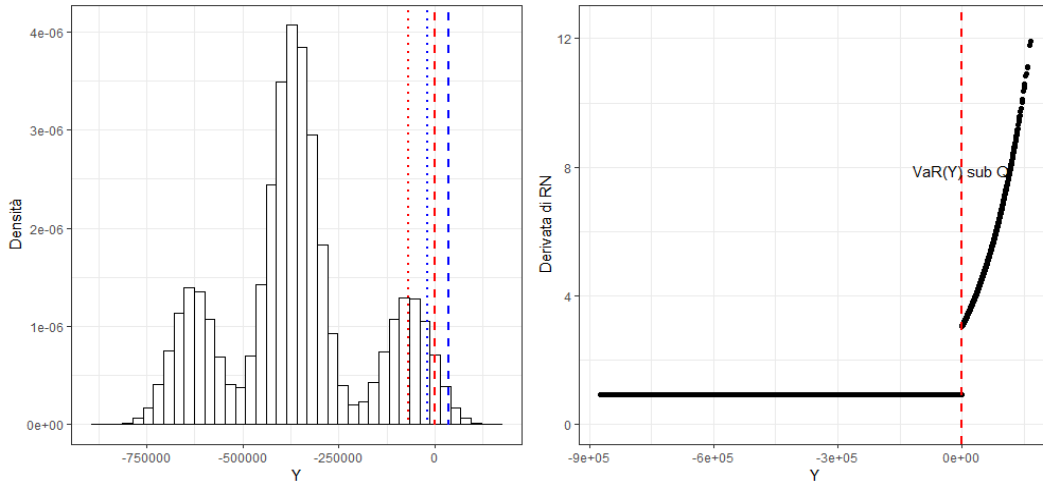 4e-06
3e-06
2e-06
1e-06
0e+00
Densità
-750000 -500000 -250000 0
Y
12
8
4
0
Derivata di RN
VaR(Y) sub Q
-9e+05 -6e+05 -3e+05 0e+00
Y